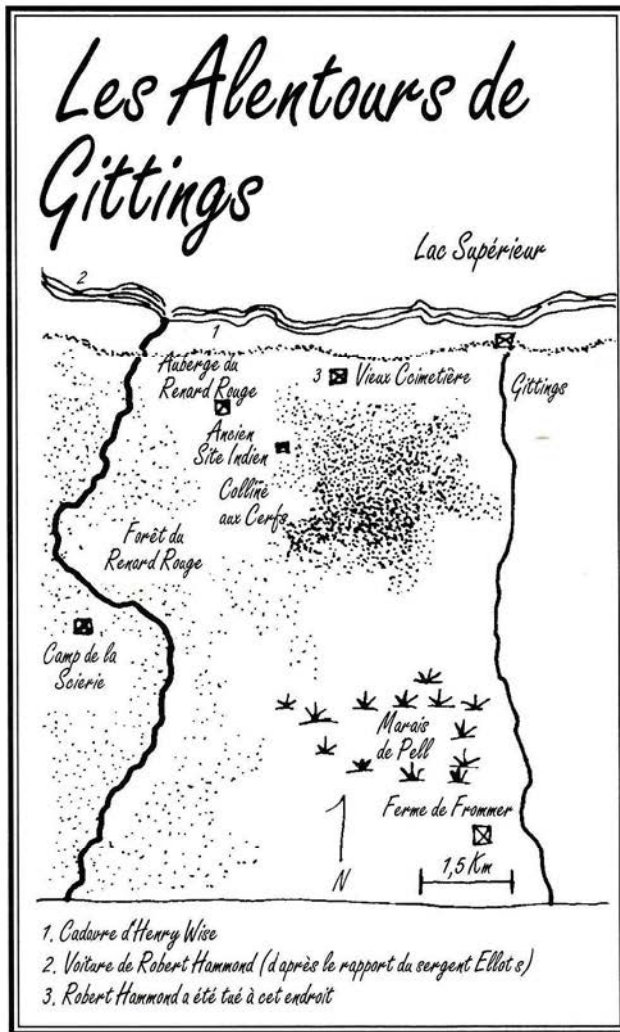 Les Alentours de
Gittings
Lac Supérieur
2
1
Auberge du
Renard Rouge
3
Vieux Ccimetière
Gittings
Ancien
Site Indien
Colline
aux Cerfs
Forêt du
Renard Rouge
Camp de la
Scierie
Marais
de Pell
Ferme de Frommer
1,5 Km
N
1. Cadavre d'Henry Wise
2. Voiture de Robert Hammond (d'après le rapport du sergent Ellot s)
3. Robert Hammond a été tué à cet endroit